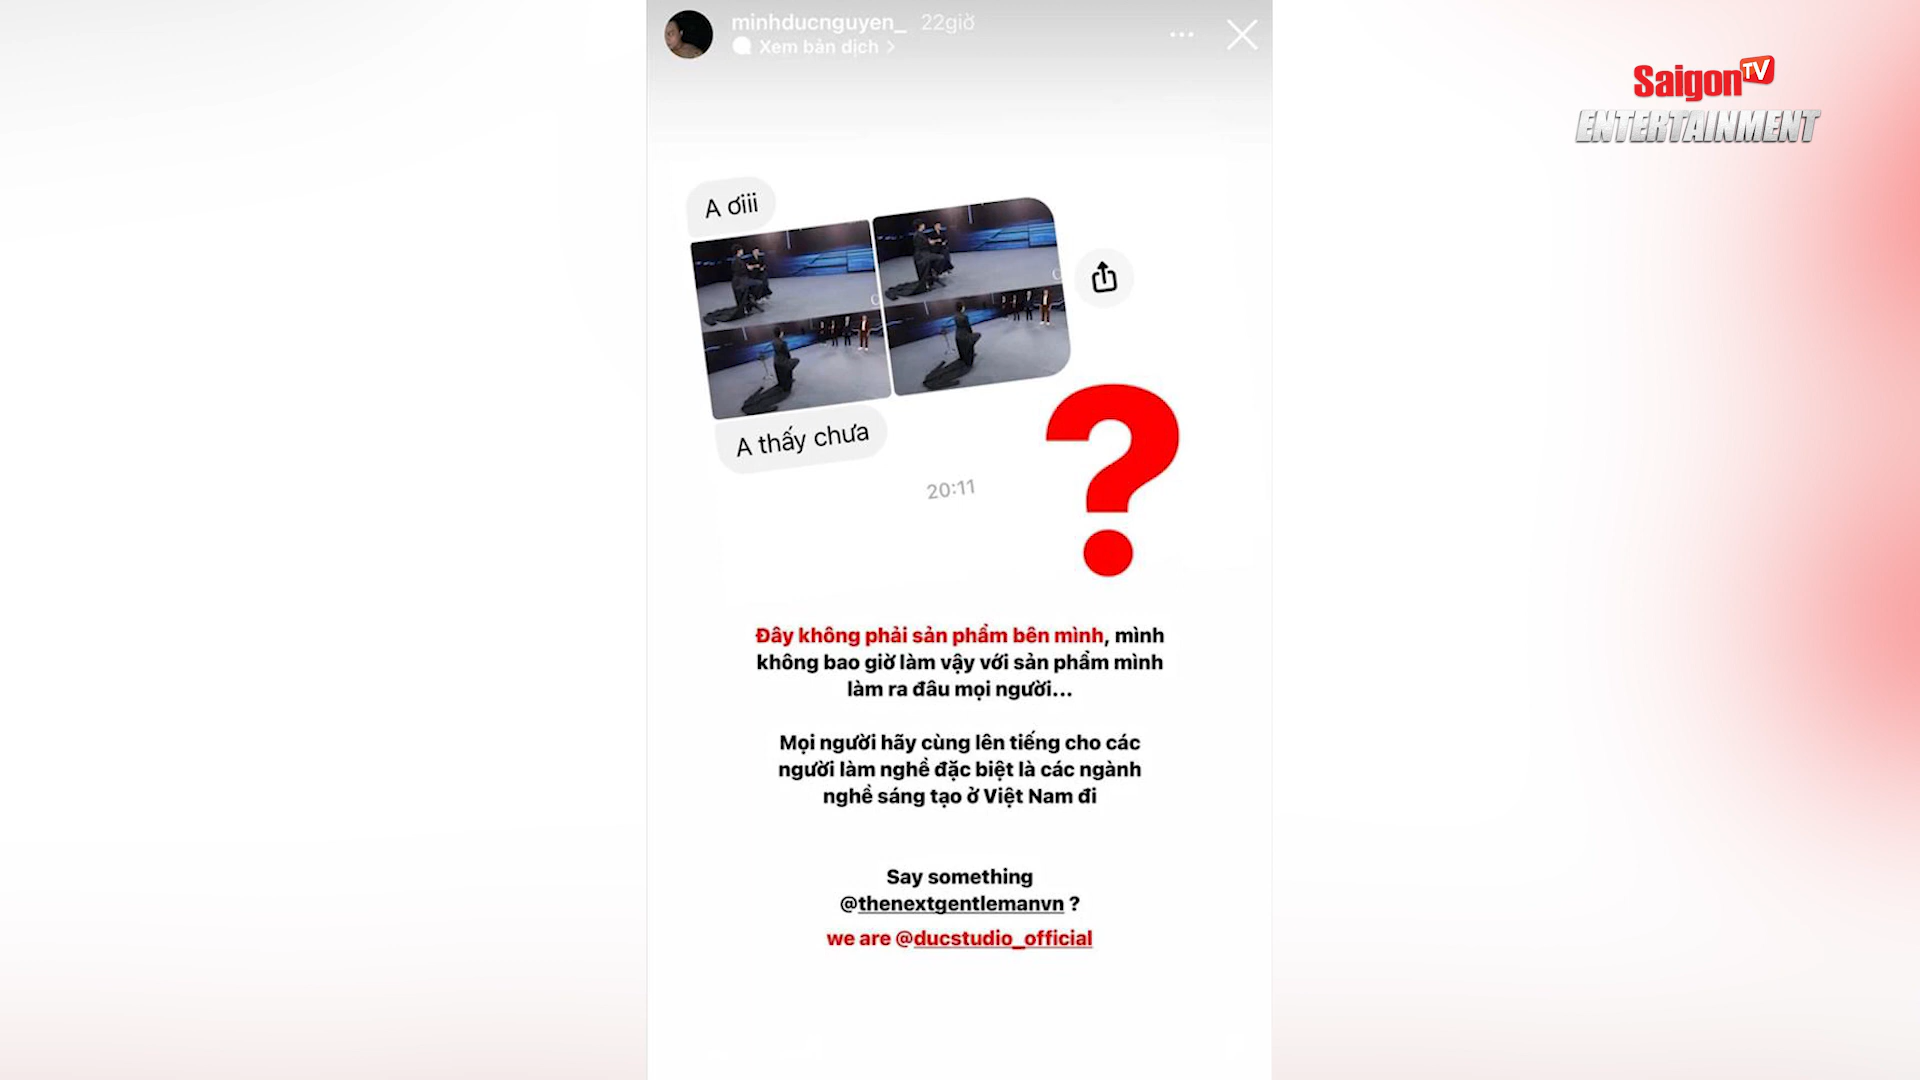 minhducnguyen_ 22giờ
Xem bản dịch >
SaigonTV
ENTERTAINMENT
A ơiii
A thấy chưa
20:11
?
Đây không phải sản phẩm bên mình, mình
không bao giờ làm vậy với sản phẩm mình
làm ra đâu mọi người...
Mọi người hãy cùng lên tiếng cho các
người làm nghề đặc biệt là các ngành
nghề sáng tạo ở Việt Nam đi
Say something
@thenextgentlemanvn ?
we are @ducstudio_official